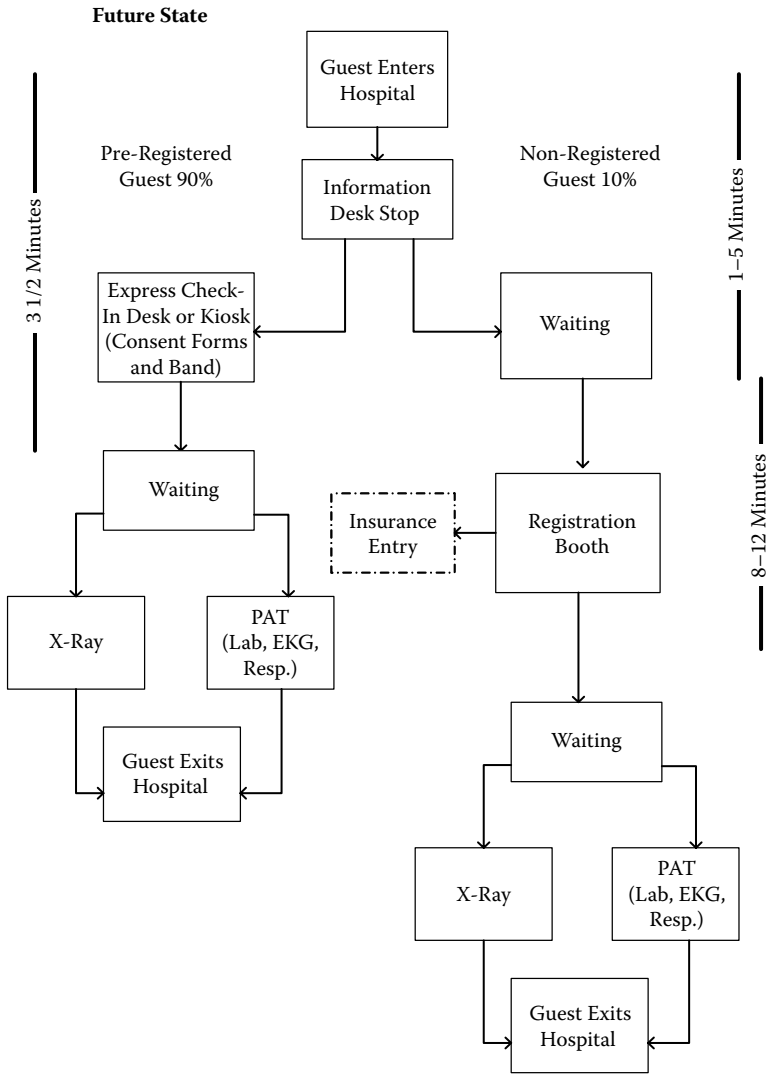 Future State
Guest Enters
Hospital
Pre-Registered
Guest 90%
Non-Registered
Guest 10%
Information
Desk Stop
3 1/2 Minutes
1–5 Minutes
Express Check-
In Desk or Kiosk
(Consent Forms
and Band)
Waiting
Waiting
Insurance
Entry
Registration
Booth
8–12 Minutes
X-Ray
PAT
(Lab, EKG,
Resp.)
Guest Exits
Hospital
Waiting
X-Ray
PAT
(Lab, EKG,
Resp.)
Guest Exits
Hospital